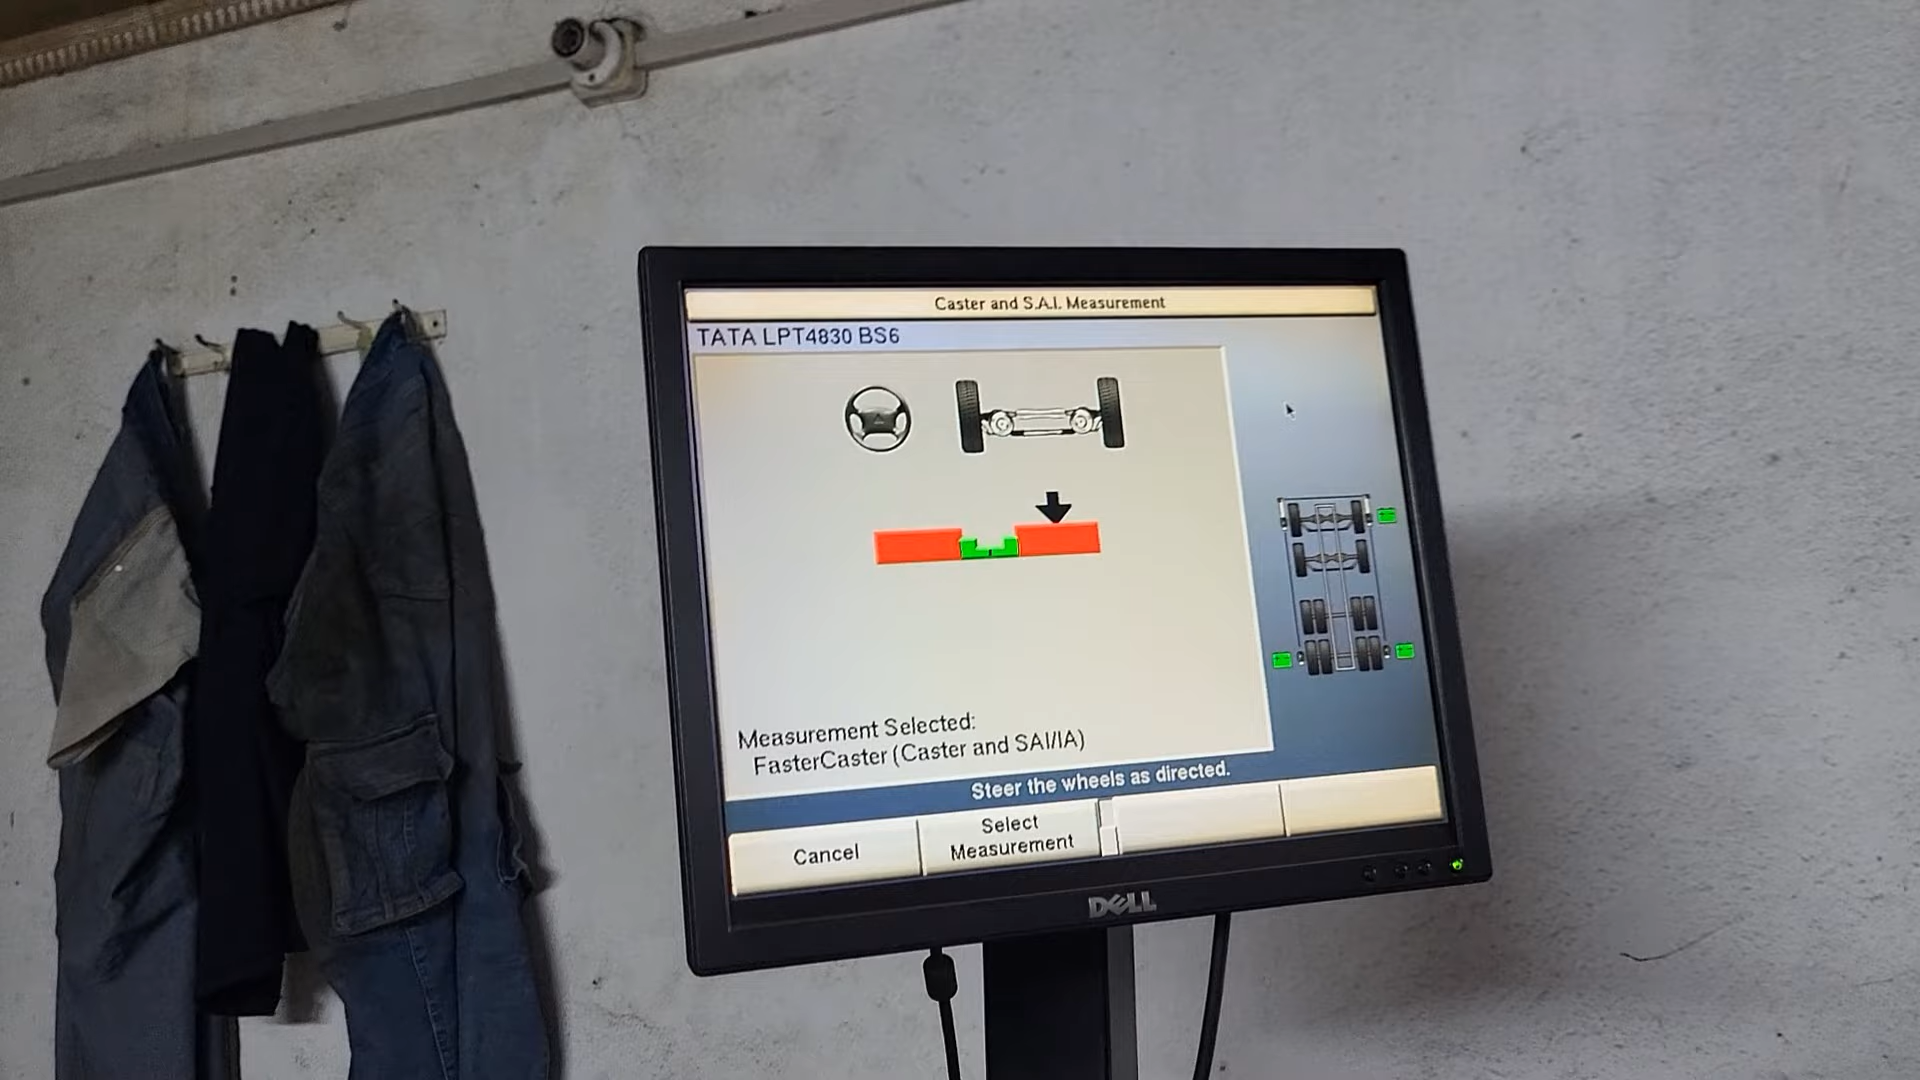 Caster and S.A.I. Measurement
TATA LPT4830 BS6
Measurement Selected:
FasterCaster (Caster and SAI/IA)
Steer the wheels as directed.
Cancel
Select
Measurement
DELL